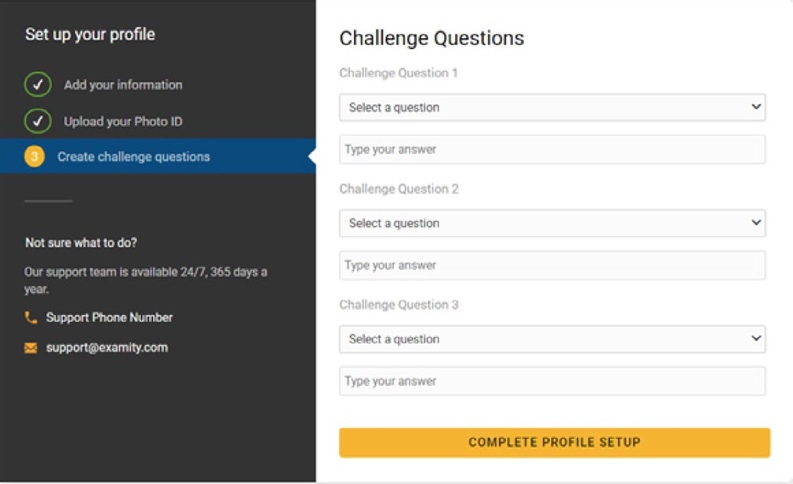 Set up your profile
Add your information
Upload your Photo ID
3
Create challenge questions
Not sure what to do?
Our support team is available 24/7, 365 days a
year.
Support Phone Number
support@examity.com
Challenge Questions
Challenge Question 1
Select a question
Type your answer
Challenge Question 2
Select a question
Type your answer
Challenge Question 3
Select a question
Type your answer
COMPLETE PROFILE SETUP